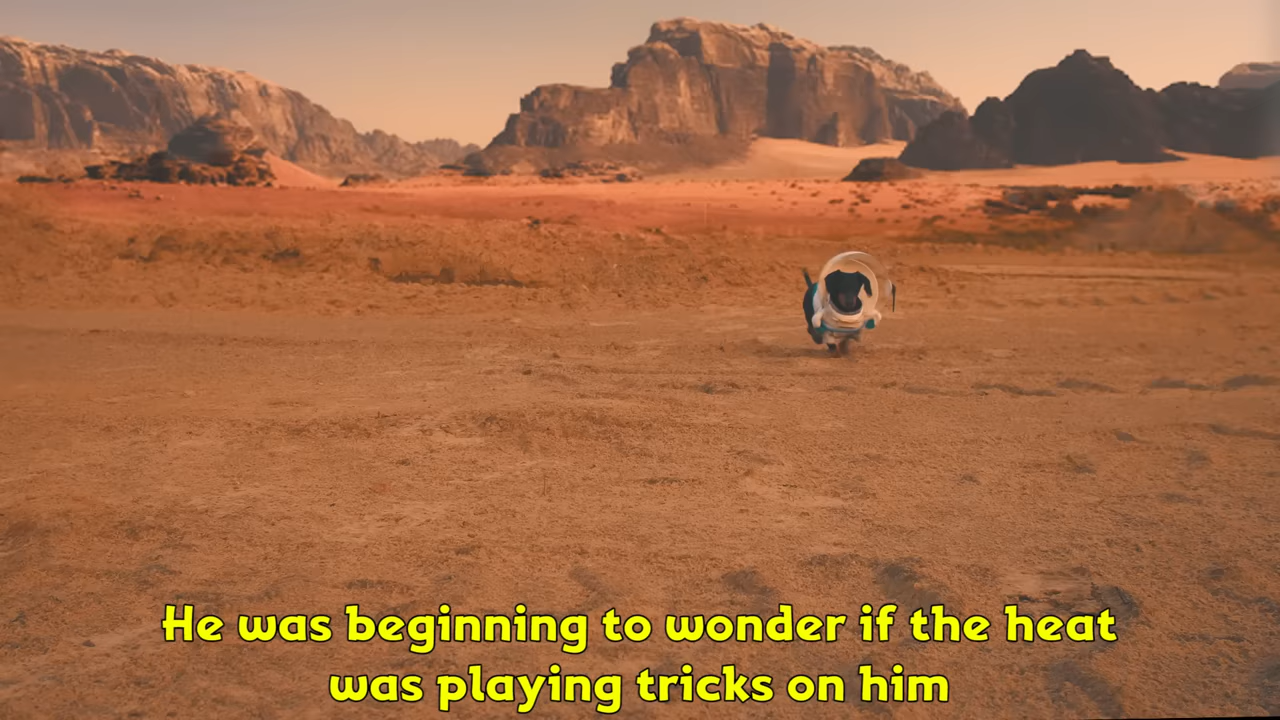 He was beginning to wonder if the heat
was playing tricks on him